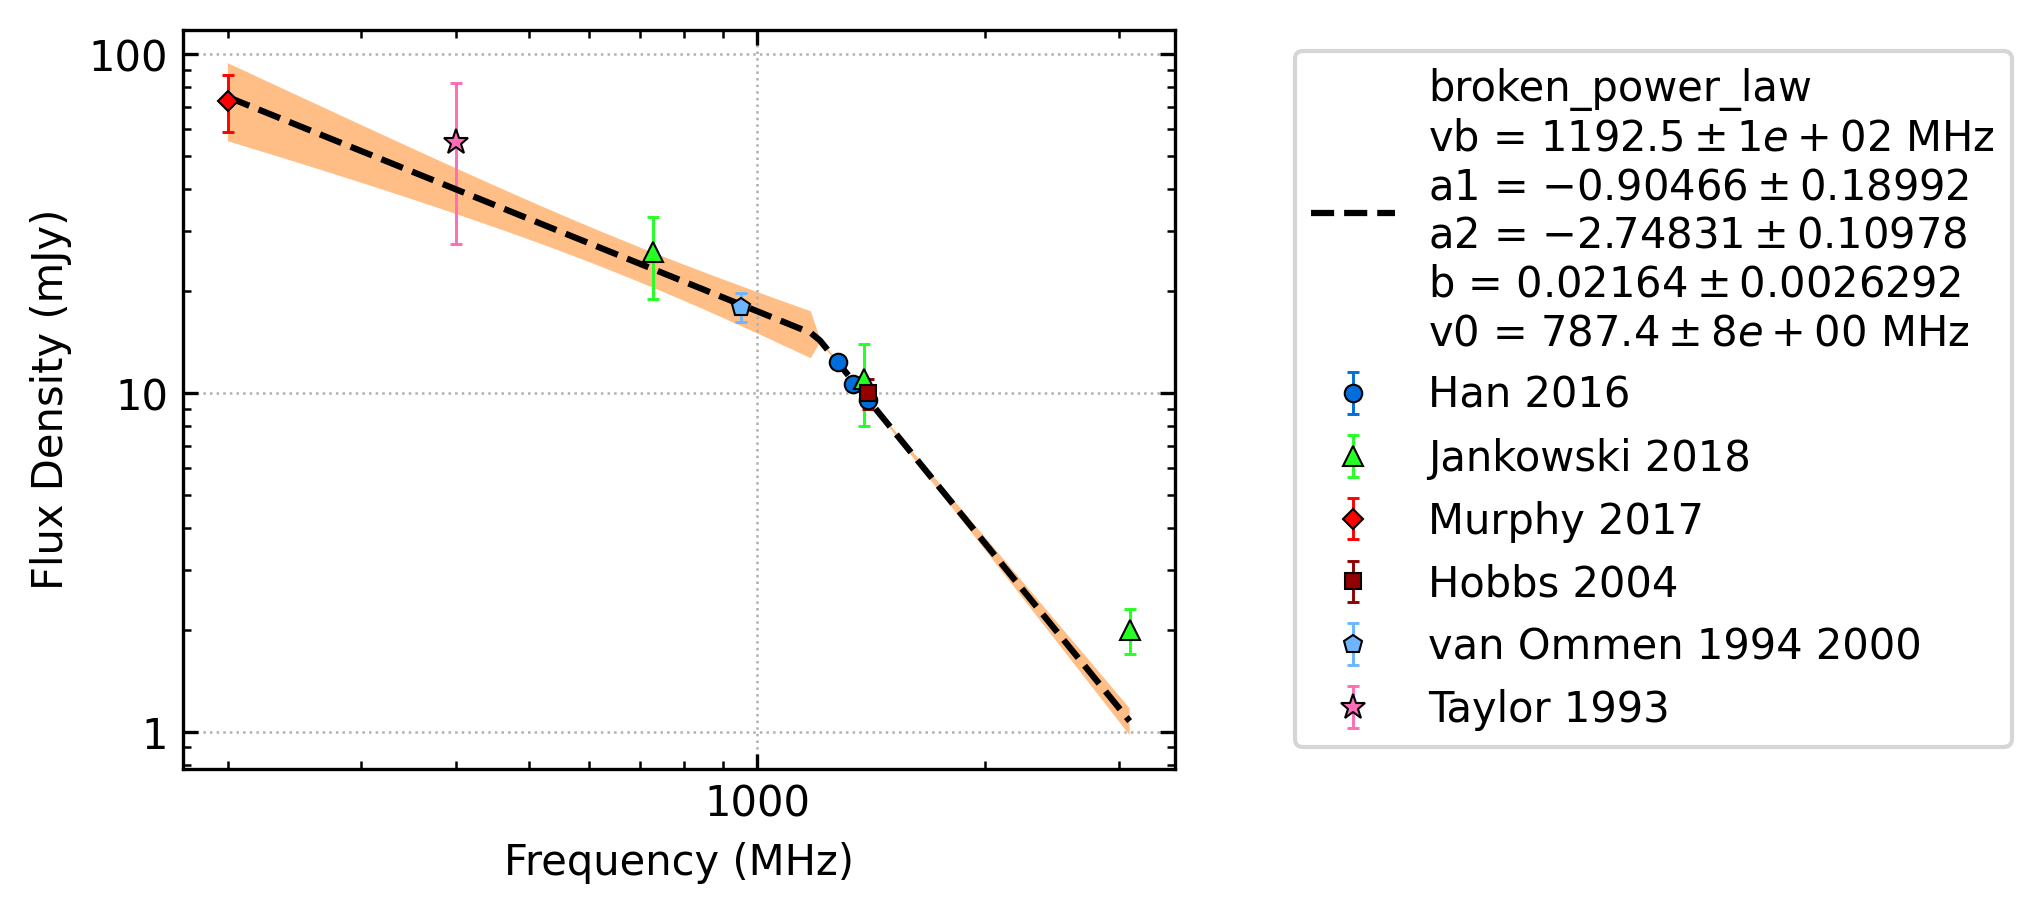 100
10
1
1000
Flux Density (mJy)
Frequency (MHz)
broken_power_law
vb = 1192.5 ± 1e + 02 MHz
a1 = −0.90466 ± 0.18992
a2 = −2.74831 ± 0.10978
b = 0.02164 ± 0.0026292
v0 = 787.4 ± 8e + 00 MHz
Han 2016
Jankowski 2018
Murphy 2017
Hobbs 2004
van Ommen 1994 2000
Taylor 1993